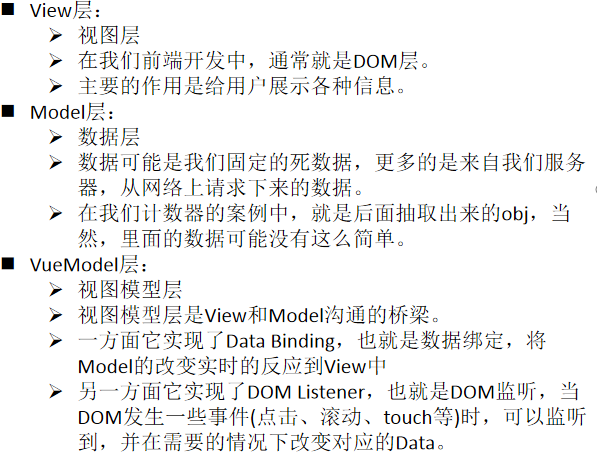 ■ View层：
➢ 视图层
➢ 在我们前端开发中，通常就是DOM层。
➢ 主要的作用是给用户展示各种信息。
■ Model层：
➢ 数据层
➢ 数据可能是我们固定的死数据，更多的是来自我们服务
器，从网络上请求下来的数据。
➢ 在我们计数器的案例中，就是后面抽取出来的obj，当
然，里面的数据可能没有这么简单。
■ VueModel层：
➢ 视图模型层
➢ 视图模型层是View和Model沟通的桥梁。
➢ 一方面它实现了Data Binding，也就是数据绑定，将
Model的改变实时的反应到View中
➢ 另一方面它实现了DOM Listener，也就是DOM监听，当
DOM发生一些事件(点击、滚动、touch等)时，可以监听
到，并在需要的情况下改变对应的Data。